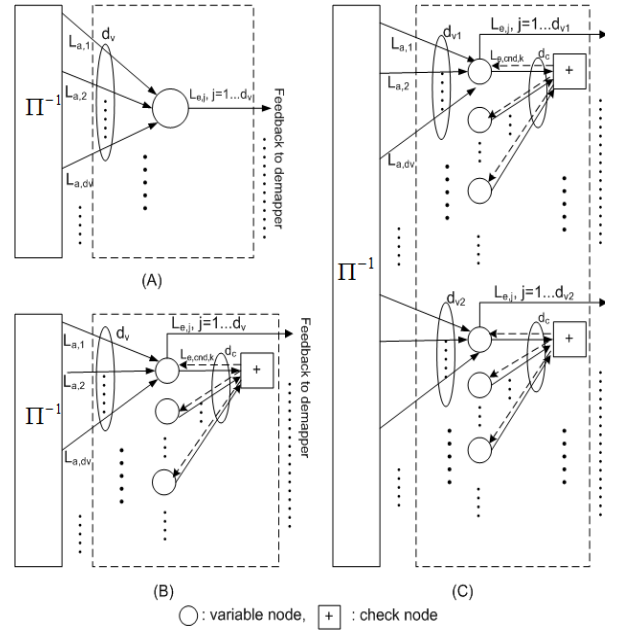 Π⁻¹
L_{a,1}
d_v
L_{a,2}
L_{a,dv}
L_{e,j}, j=1...d_v
Feedback to demapper
(A)
Π⁻¹
L_{a,1}
d_v
L_{a,2}
L_{a,dv}
L_{e,j}, j=1...d_v
L_{e,cnd,k}
d_c
+
Feedback to demapper
(B)
Π⁻¹
L_{a,1}
d_{v1}
L_{a,2}
L_{a,dv}
L_{e,j}, j=1...d_{v1}
L_{e,cnd,k}
d_c
+
d_{v2}
L_{e,j}, j=1...d_{v2}
d_c
+
(C)
: variable node, + : check node